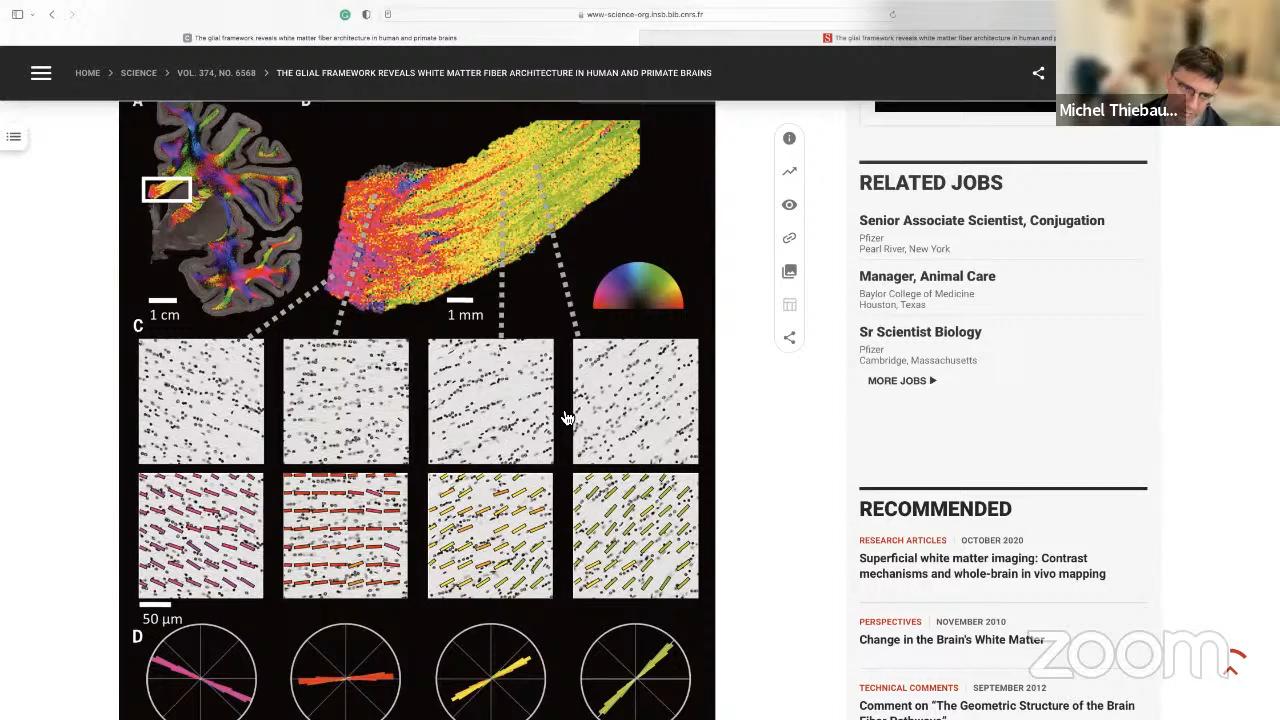 www-science-org.insb.bib.cnrs.fr
The glial framework reveals white matter fiber architecture in human and primate brains
The glial framework reveals white matter fiber architecture in human and p
HOME > SCIENCE > VOL. 374, NO. 6568 > THE GLIAL FRAMEWORK REVEALS WHITE MATTER FIBER ARCHITECTURE IN HUMAN AND PRIMATE BRAINS
Michel Thiebau...
A
1 cm
1 mm
C
50 µm
D
RELATED JOBS
Senior Associate Scientist, Conjugation
Pfizer
Pearl River, New York
Manager, Animal Care
Baylor College of Medicine
Houston, Texas
Sr Scientist Biology
Pfizer
Cambridge, Massachusetts
MORE JOBS
RECOMMENDED
RESEARCH ARTICLES | OCTOBER 2020
Superficial white matter imaging: Contrast
mechanisms and whole-brain in vivo mapping
PERSPECTIVES | NOVEMBER 2010
Change in the Brain's White Matter
TECHNICAL COMMENTS | SEPTEMBER 2012
Comment on "The Geometric Structure of the Brain
Fiber Pathways"
zoom